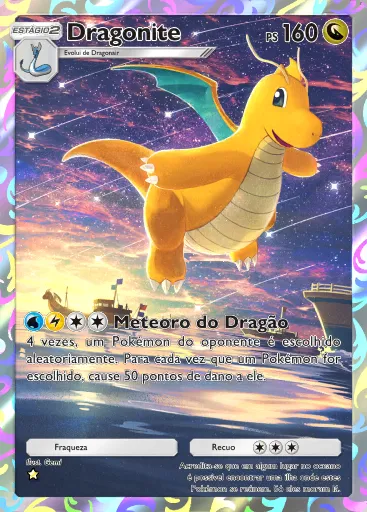 ESTÁGIO 2
Dragonite
PS 160
Evolui de Dragonair
Meteoro do Dragão
4 vezes, um Pokémon do oponente é escolhido
aleatoriamente. Para cada vez que um Pokémon for
escolhido, cause 50 pontos de dano a ele.
Fraqueza
Recuo
Ilust. Gemi
Acredita-se que em algum lugar no oceano
é possível encontrar uma ilha onde estes
Pokémon se reúnem. Só eles moram lá.